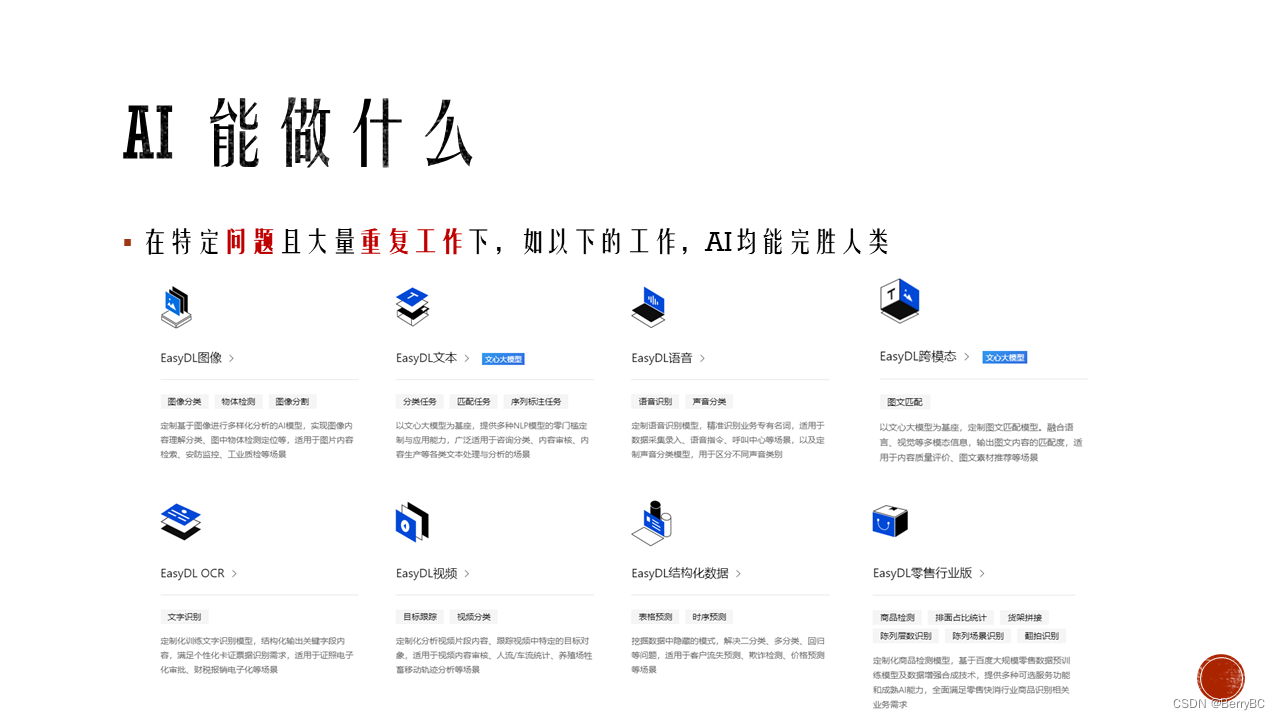 AI 能做什么
在特定问题且大量重复工作下，如以下的工作，AI均能完胜人类
EasyDL图像
图像分类 物体检测 图像分割
定制基于图像进行多样化分析的AI模型，实现图像内
容理解分类、图中物体检测定位等，适用于图片内容
检索、安防监控、工业质检等场景
EasyDL文本 文心大模型
分类任务 匹配任务 序列标注任务
以文心大模型为基座，提供多种NLP模型的零门槛定
制与应用能力，广泛适用于咨询分类、内容审核、内
容生产等各类文本处理与分析的场景
EasyDL语音
语音识别 声音分类
定制语音识别模型，精准识别业务专有名词，适用于
数据采集录入、语音指令、呼叫中心等场景，以及定
制声音分类模型，用于区分不同声音类别
EasyDL跨模态 文心大模型
图文匹配
以文心大模型为基座，定制图文匹配模型。融合语
言、视觉等多模态信息，输出图文内容的匹配度，适
用于内容质量评价、图文素材推荐等场景
EasyDL OCR
文字识别
定制化训练文字识别模型，结构化输出关键字段内
容，满足个性化卡证票据识别需求，适用于证照电子
化审批、财税报销电子化等场景
EasyDL视频
目标跟踪 视频分类
定制化分析视频片段内容、跟踪视频中特定的目标对
象，适用于视频内容审核、人流/车流统计、养殖场牲
畜移动轨迹分析等场景
EasyDL结构化数据
表格预测 时序预测
挖掘数据中隐藏的模式，解决二分类、多分类、回归
等问题，适用于客户流失预测、欺诈检测、价格预测
等场景
EasyDL零售行业版
商品检测 排面占比统计 货架拼接
陈列层数识别 陈列场景识别 翻拍识别
定制化商品检测模型，基于百度大规模零售数据预训
练模型及数据增强合成技术，提供多种可选服务功能
和成熟AI能力，全面满足零售快消行业商品识别相关
业务需求
CSDN @BerryBC